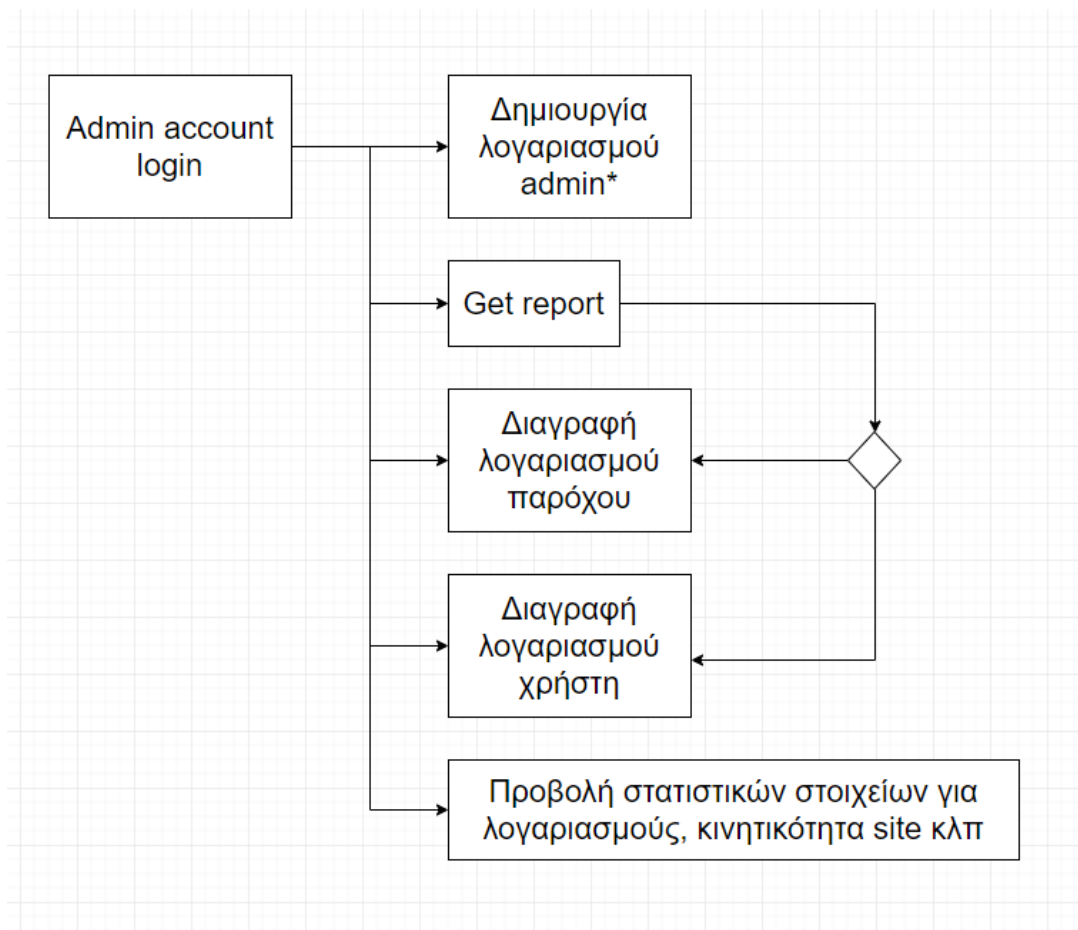 Admin account
login
Δημιουργία
λογαριασμού
admin*
Get report
Διαγραφή
λογαριασμού
παρόχου
Διαγραφή
λογαριασμού
χρήστη
Προβολή στατιστικών στοιχείων για
λογαριασμούς, κινητικότητα site κλπ